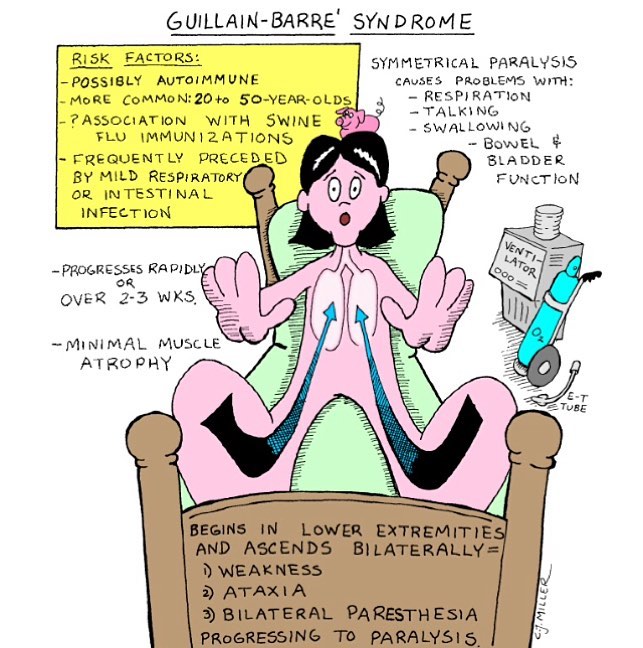 GUILLAIN-BARRE' SYNDROME
RISK FACTORS:
-POSSIBLY AUTOIMMUNE
-MORE COMMON: 20 to 50-YEAR-OLDS
-?ASSOCIATION WITH SWINE
FLU IMMUNIZATIONS
-FREQUENTLY PRECEDED
BY MILD RESPIRATORY
OR INTESTINAL
INFECTION
SYMMETRICAL PARALYSIS
CAUSES PROBLEMS WITH:
- RESPIRATION
- TALKING
- SWALLOWING
- BOWEL &
BLADDER
FUNCTION
VENTI-
LATOR
O₂
E-T
TUBE
-PROGRESSES RAPIDLY
OR
OVER 2-3 WKS.
-MINIMAL MUSCLE
ATROPHY
BEGINS IN LOWER EXTREMITIES
AND ASCENDS BILATERALLY=
1) WEAKNESS
2) ATAXIA
3) BILATERAL PARESTHESIA
PROGRESSING TO PARALYSIS.
C.J. MILLER